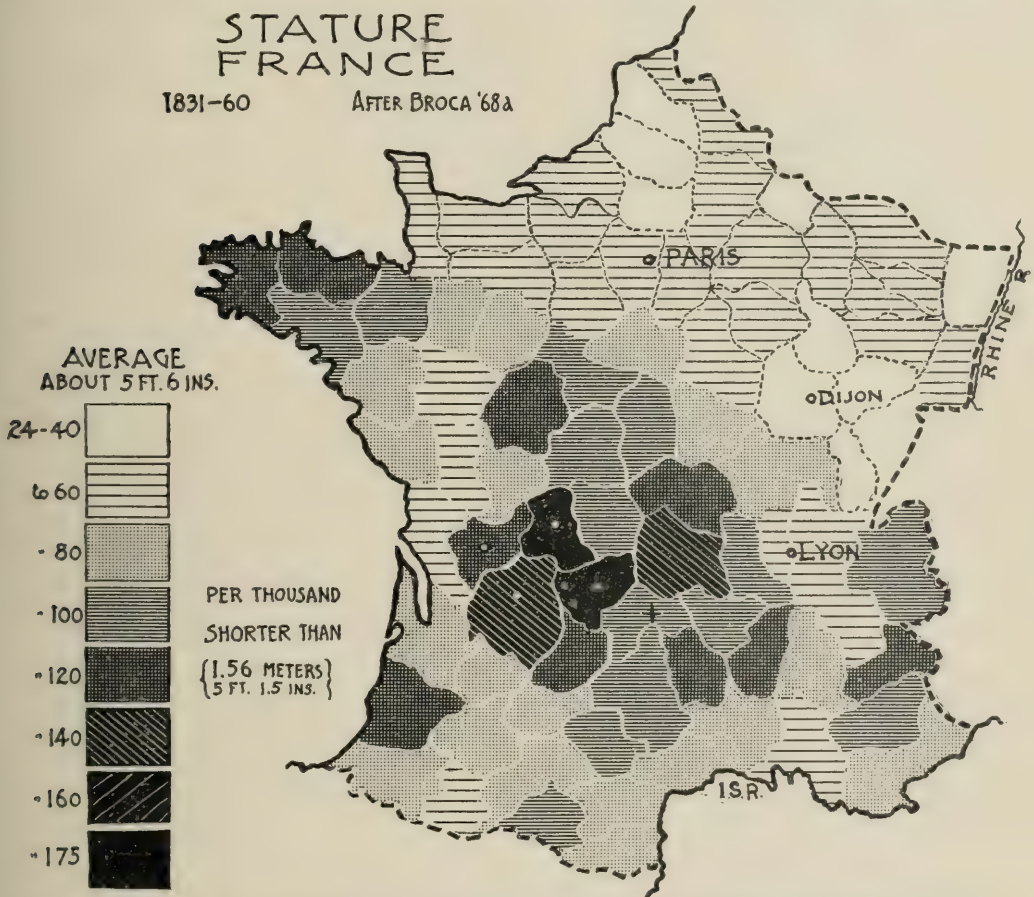 STATURE
FRANCE
1831-60 AFTER BROCA '68a
PARIS
RHINE R
DIJON
AVERAGE
ABOUT 5 FT. 6 INS.
24-40
to 60
" 80
" 100
" 120
" 140
" 160
" 175
PER THOUSAND
SHORTER THAN
{1.56 METERS}
{5 FT. 1.5 INS.}
LYON
I.S.R.